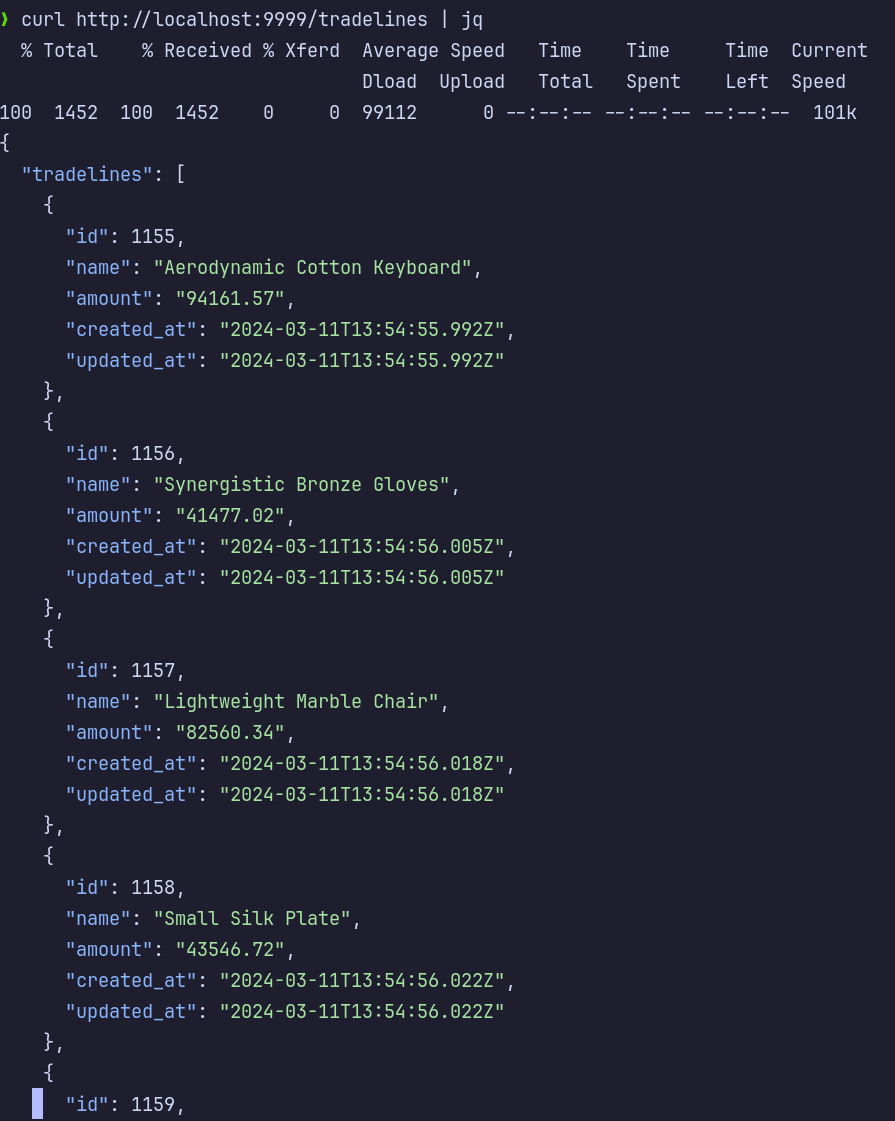 ❯ curl http://localhost:9999/tradelines | jq
  % Total    % Received % Xferd  Average Speed   Time    Time     Time  Current
                                 Dload  Upload   Total   Spent    Left  Speed
100  1452  100  1452    0     0  99112      0 --:--:-- --:--:-- --:--:--  101k
{
  "tradelines": [
    {
      "id": 1155,
      "name": "Aerodynamic Cotton Keyboard",
      "amount": "94161.57",
      "created_at": "2024-03-11T13:54:55.992Z",
      "updated_at": "2024-03-11T13:54:55.992Z"
    },
    {
      "id": 1156,
      "name": "Synergistic Bronze Gloves",
      "amount": "41477.02",
      "created_at": "2024-03-11T13:54:56.005Z",
      "updated_at": "2024-03-11T13:54:56.005Z"
    },
    {
      "id": 1157,
      "name": "Lightweight Marble Chair",
      "amount": "82560.34",
      "created_at": "2024-03-11T13:54:56.018Z",
      "updated_at": "2024-03-11T13:54:56.018Z"
    },
    {
      "id": 1158,
      "name": "Small Silk Plate",
      "amount": "43546.72",
      "created_at": "2024-03-11T13:54:56.022Z",
      "updated_at": "2024-03-11T13:54:56.022Z"
    },
    {
      "id": 1159,